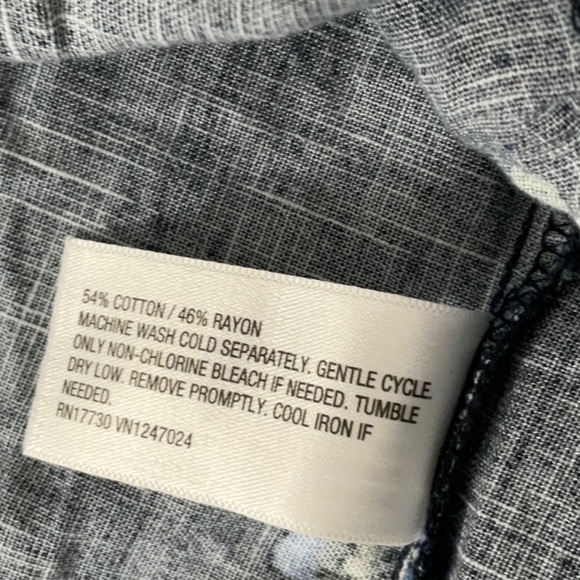 54% COTTON / 46% RAYON
MACHINE WASH COLD SEPARATELY. GENTLE CYCLE.
ONLY NON-CHLORINE BLEACH IF NEEDED. TUMBLE
DRY LOW. REMOVE PROMPTLY. COOL IRON IF
NEEDED.
RN17730 VN1247024